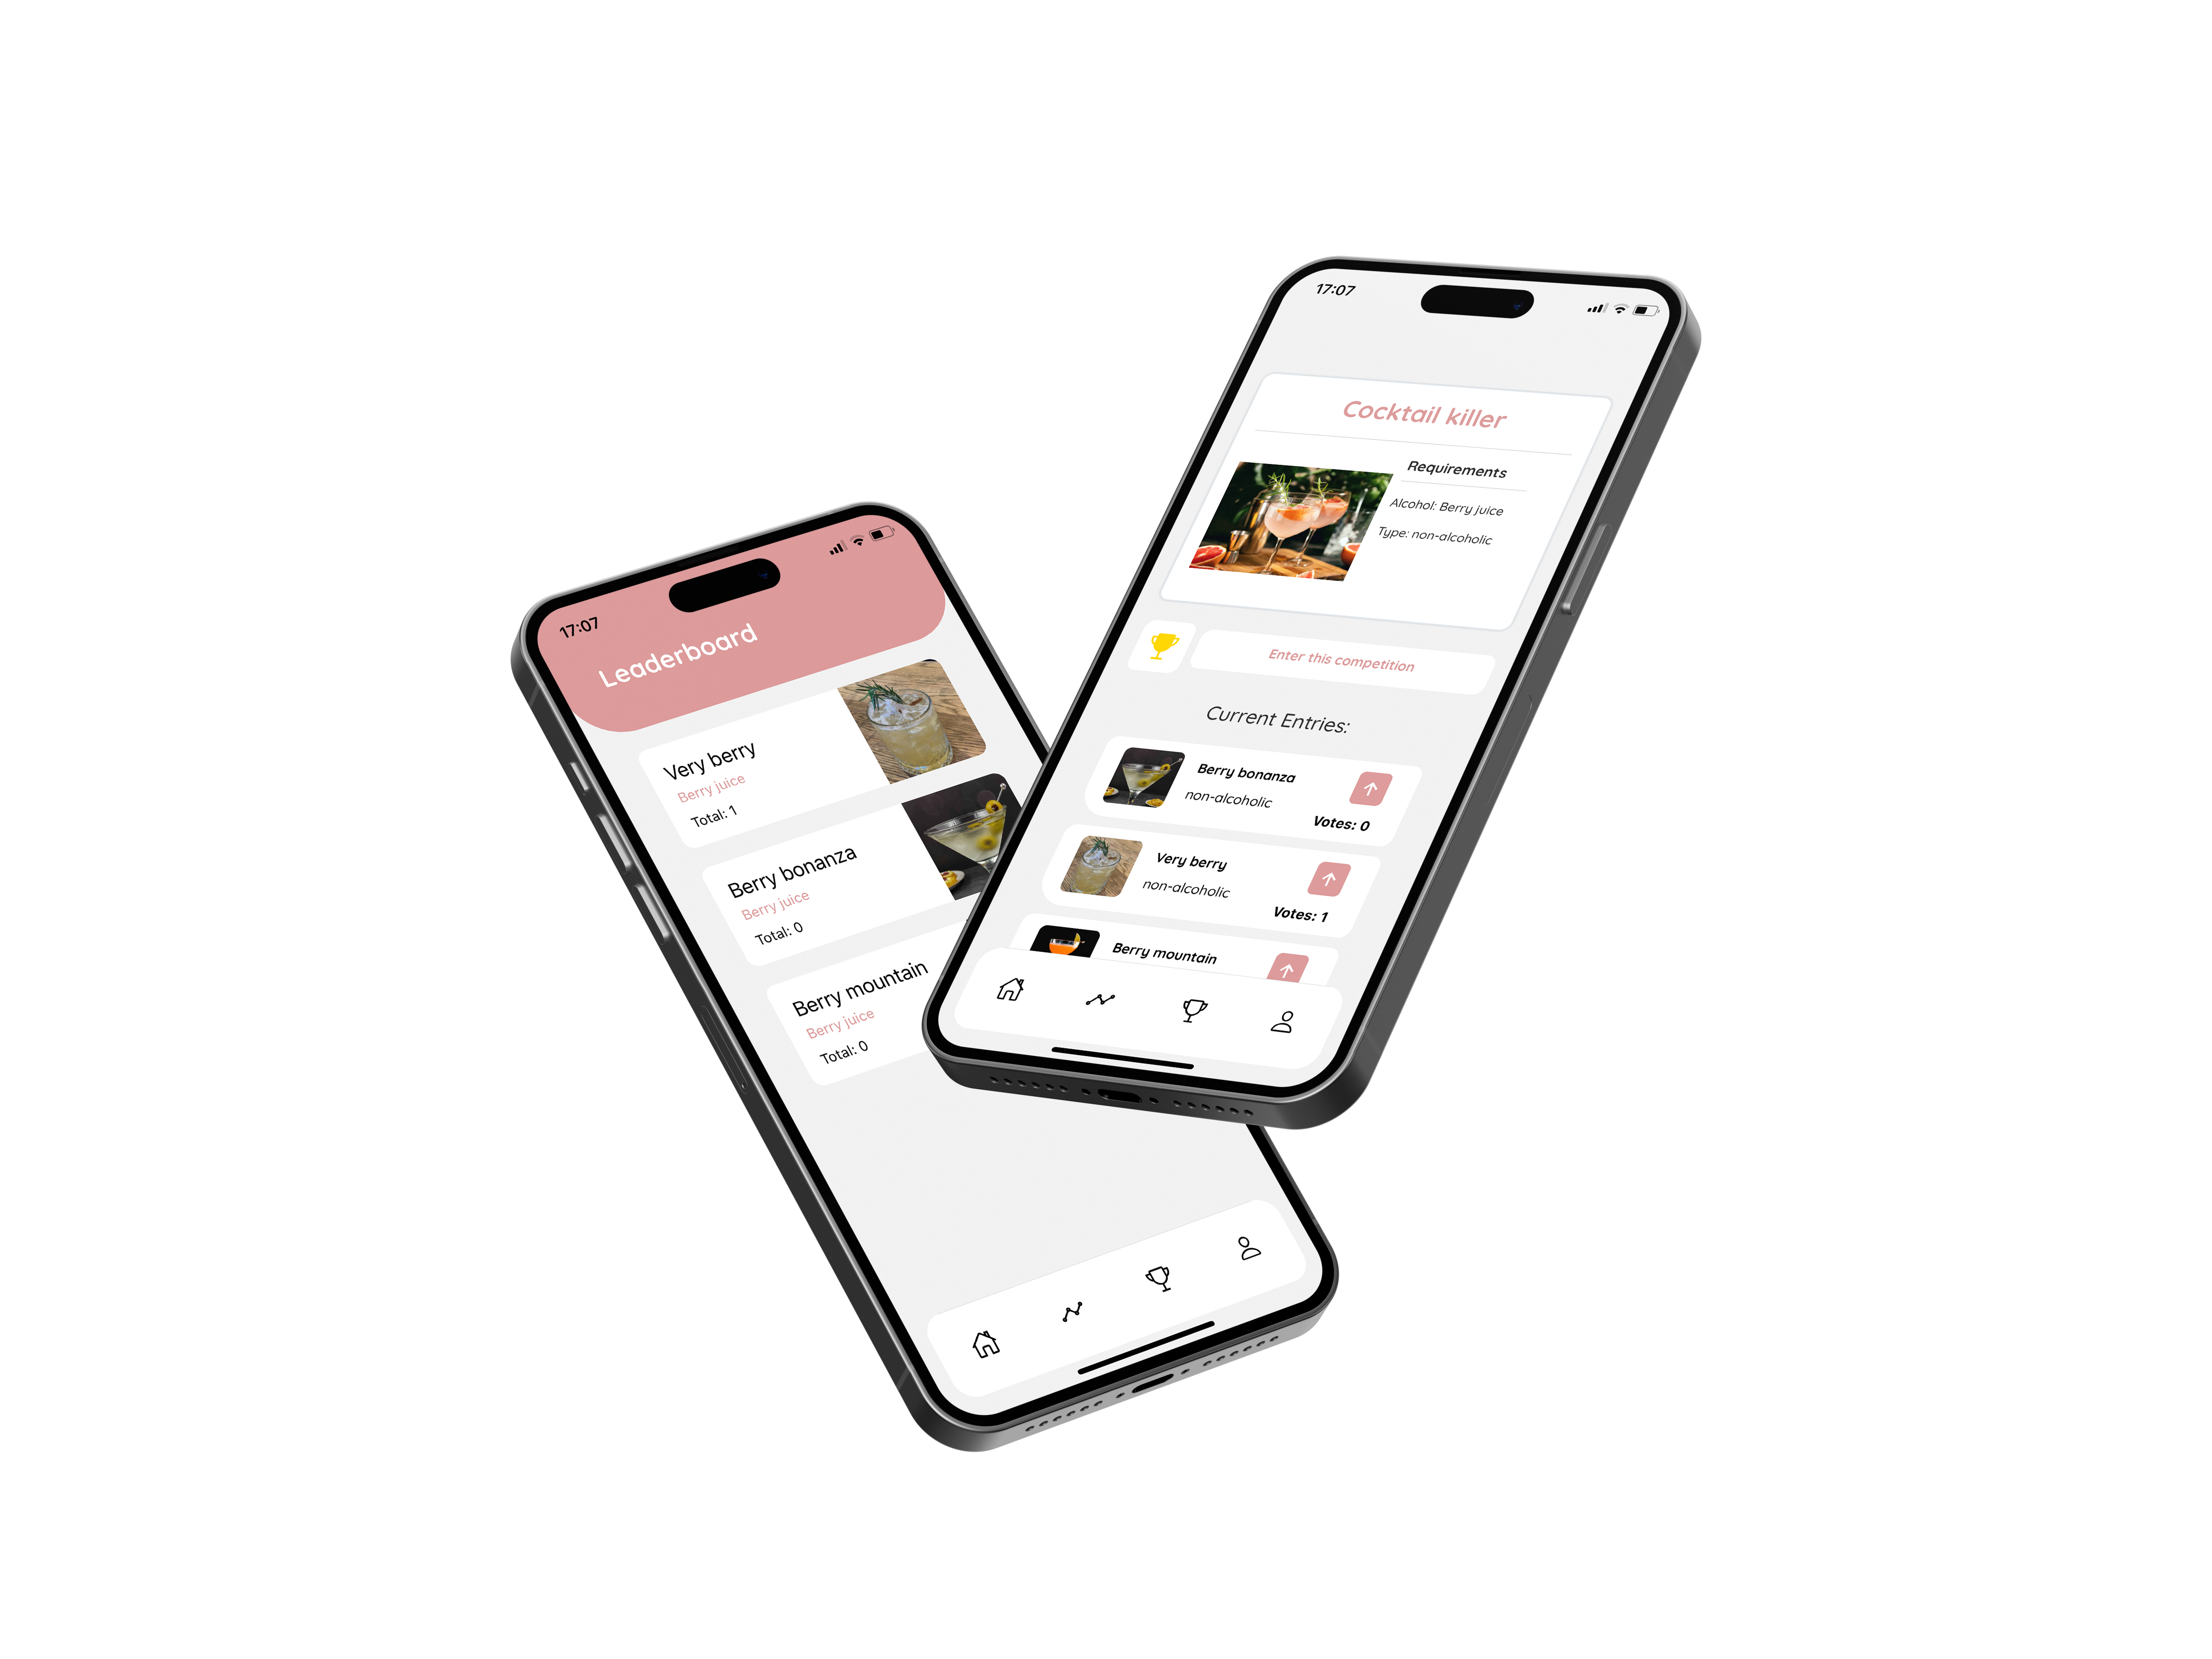 17:07
Leaderboard
Very berry
Berry juice
Total: 1
Berry bonanza
Berry juice
Total: 0
Berry mountain
Berry juice
Total: 0
17:07
Cocktail killer
Requirements
Alcohol: Berry juice
Type: non-alcoholic
Enter this competition
Current Entries:
Berry bonanza
non-alcoholic
Votes: 0
Very berry
non-alcoholic
Votes: 1
Berry mountain